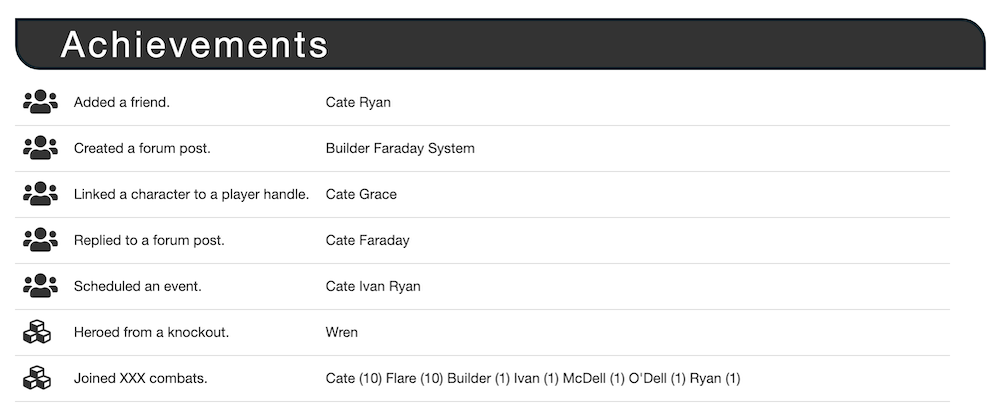 Achievements
Added a friend. Cate Ryan
Created a forum post. Builder Faraday System
Linked a character to a player handle. Cate Grace
Replied to a forum post. Cate Faraday
Scheduled an event. Cate Ivan Ryan
Heroed from a knockout. Wren
Joined XXX combats. Cate (10) Flare (10) Builder (1) Ivan (1) McDell (1) O'Dell (1) Ryan (1)